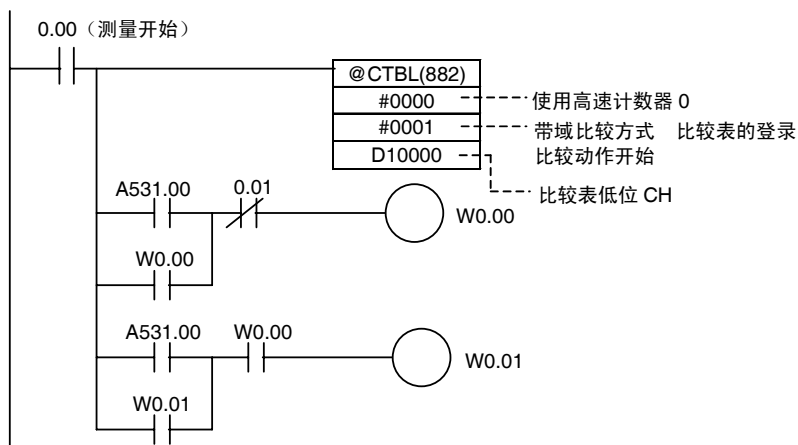 0.00（测量开始）
@CTBL(882)
#0000
使用高速计数器 0
#0001
带域比较方式 比较表的登录
比较动作开始
D10000
比较表低位 CH
A531.00
0.01
W0.00
W0.00
A531.00
W0.00
W0.01
W0.01